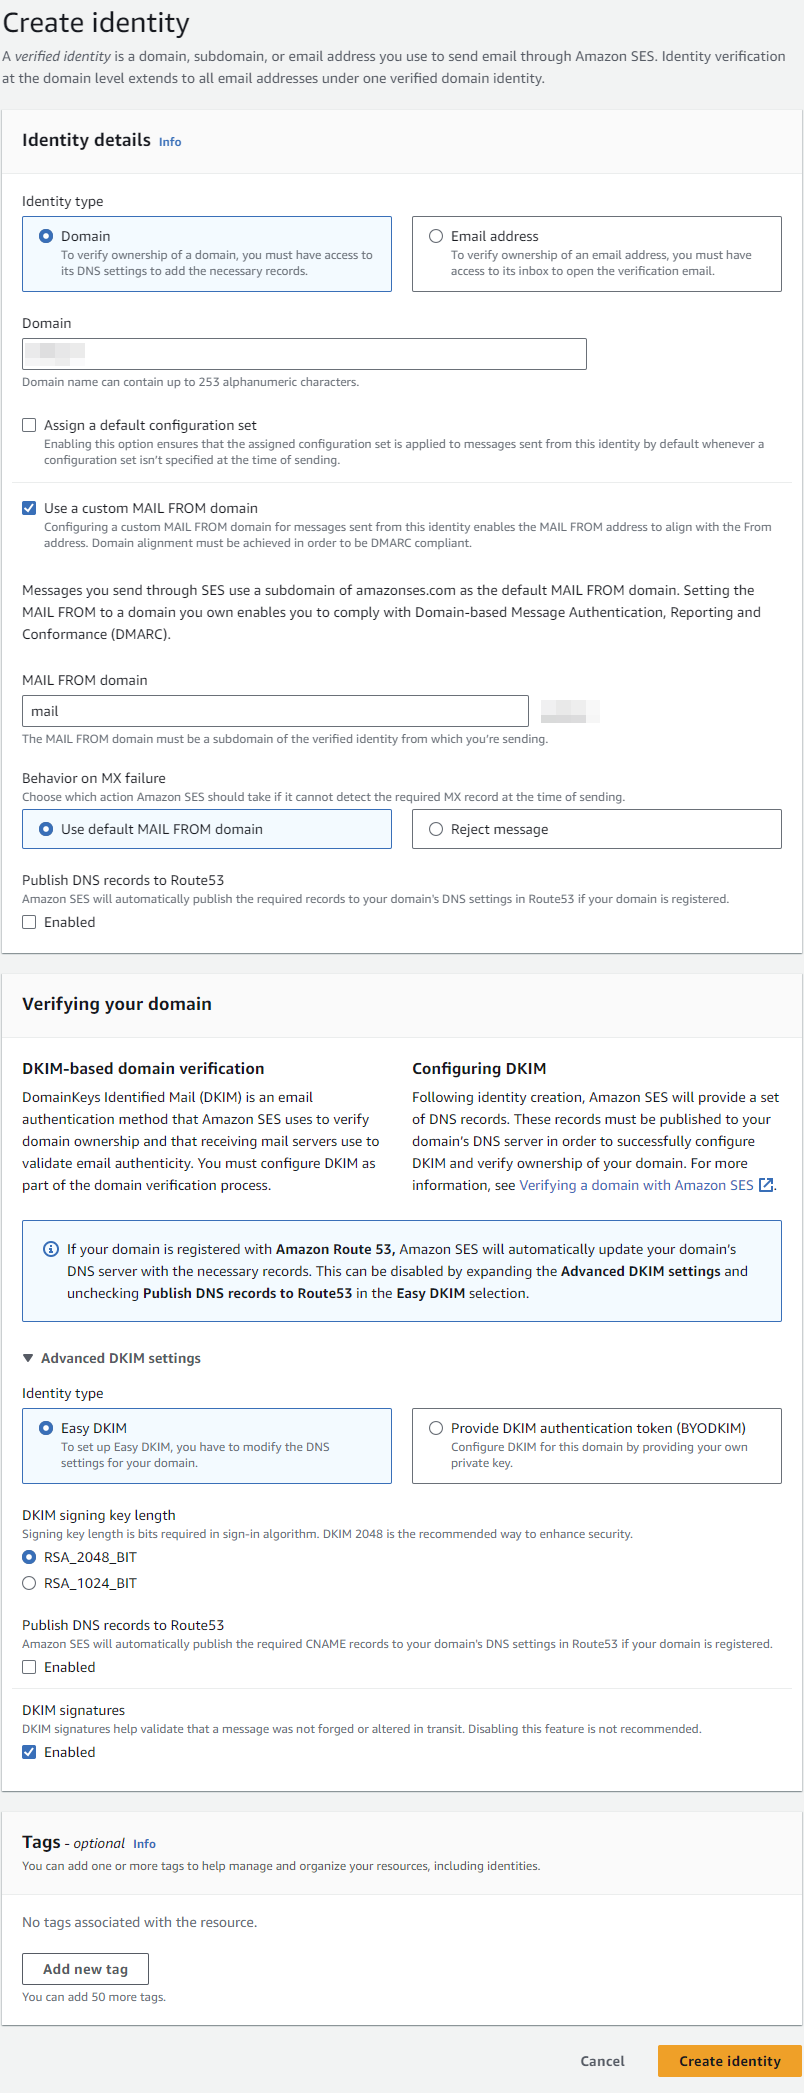 Create identity
A verified identity is a domain, subdomain, or email address you use to send email through Amazon SES. Identity verification
at the domain level extends to all email addresses under one verified domain identity.
Identity details Info
Identity type
Domain
To verify ownership of a domain, you must have access to
its DNS settings to add the necessary records.
Email address
To verify ownership of an email address, you must have
access to its inbox to open the verification email.
Domain
Domain name can contain up to 253 alphanumeric characters.
Assign a default configuration set
Enabling this option ensures that the assigned configuration set is applied to messages sent from this identity by default whenever a
configuration set isn't specified at the time of sending.
Use a custom MAIL FROM domain
Configuring a custom MAIL FROM domain for messages sent from this identity enables the MAIL FROM address to align with the From
address. Domain alignment must be achieved in order to be DMARC compliant.
Messages you send through SES use a subdomain of amazonses.com as the default MAIL FROM domain. Setting the
MAIL FROM to a domain you own enables you to comply with Domain-based Message Authentication, Reporting and
Conformance (DMARC).
MAIL FROM domain
mail
The MAIL FROM domain must be a subdomain of the verified identity from which you're sending.
Behavior on MX failure
Choose which action Amazon SES should take if it cannot detect the required MX record at the time of sending.
Use default MAIL FROM domain
Reject message
Publish DNS records to Route53
Amazon SES will automatically publish the required records to your domain's DNS settings in Route53 if your domain is registered.
Enabled
Verifying your domain
DKIM-based domain verification
DomainKeys Identified Mail (DKIM) is an email
authentication method that Amazon SES uses to verify
domain ownership and that receiving mail servers use to
validate email authenticity. You must configure DKIM as
part of the domain verification process.
Configuring DKIM
Following identity creation, Amazon SES will provide a set
of DNS records. These records must be published to your
domain's DNS server in order to successfully configure
DKIM and verify ownership of your domain. For more
information, see Verifying a domain with Amazon SES.
If your domain is registered with Amazon Route 53, Amazon SES will automatically update your domain's
DNS server with the necessary records. This can be disabled by expanding the Advanced DKIM settings and
unchecking Publish DNS records to Route53 in the Easy DKIM selection.
Advanced DKIM settings
Identity type
Easy DKIM
To set up Easy DKIM, you have to modify the DNS
settings for your domain.
Provide DKIM authentication token (BYODKIM)
Configure DKIM for this domain by providing your own
private key.
DKIM signing key length
Signing key length is bits required in sign-in algorithm. DKIM 2048 is the recommended way to enhance security.
RSA_2048_BIT
RSA_1024_BIT
Publish DNS records to Route53
Amazon SES will automatically publish the required CNAME records to your domain's DNS settings in Route53 if your domain is registered.
Enabled
DKIM signatures
DKIM signatures help validate that a message was not forged or altered in transit. Disabling this feature is not recommended.
Enabled
Tags - optional Info
You can add one or more tags to help manage and organize your resources, including identities.
No tags associated with the resource.
Add new tag
You can add 50 more tags.
Cancel
Create identity